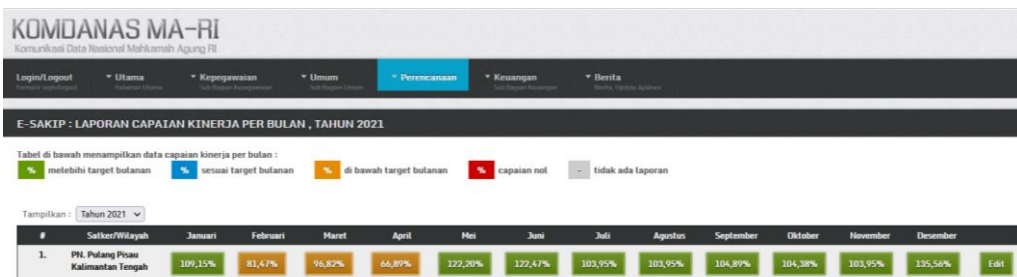 KOMDANAS MA-RI
Komunikasi Data Nasional Mahkamah Agung RI
Login/Logout Utama Kepegawaian Umum Perencanaan Keuangan Berita
Halaman Utama Sub Bagian Kepegawaian Sub Bagian Umum Sub Bagian Keuangan Berita, Update Aplikasi
E-SAKIP : LAPORAN CAPAIAN KINERJA PER BULAN , TAHUN 2021
Tabel di bawah menampilkan data capaian kinerja per bulan :
% melebihi target bulanan % sesuai target bulanan % di bawah target bulanan % capaian nol - tidak ada laporan
Tampilkan : Tahun 2021
# Satker/Wilayah Januari Februari Maret April Mei Juni Juli Agustus September Oktober November Desember
1. PN. Pulang Pisau 109,15% 81,47% 96,82% 66,89% 122,20% 122,47% 103,95% 103,95% 104,89% 104,38% 103,95% 135,56% Edit
Kalimantan Tengah